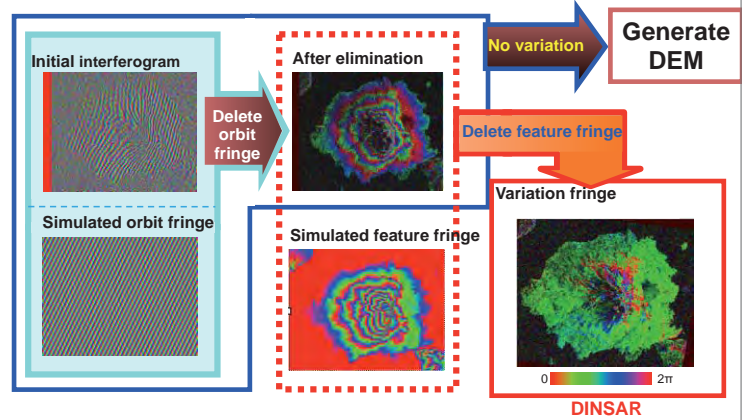 Initial interferogram
Delete
orbit
fringe
After elimination
No variation
Generate
DEM
Delete feature fringe
Simulated orbit fringe
Simulated feature fringe
Variation fringe
0 2π
DINSAR